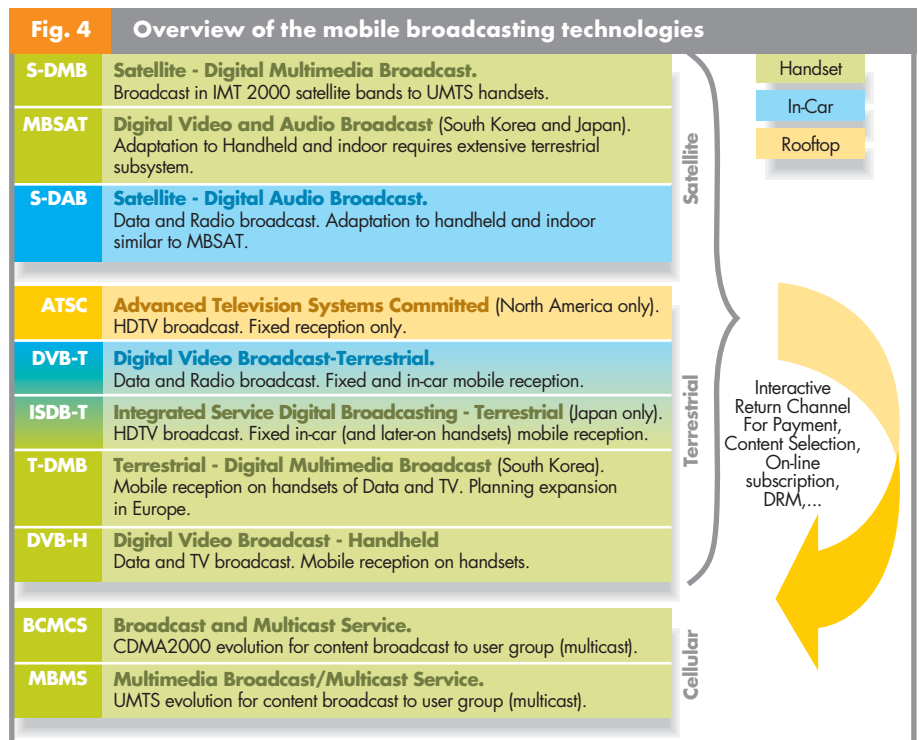 Fig. 4 Overview of the mobile broadcasting technologies
S-DMB Satellite - Digital Multimedia Broadcast.
Broadcast in IMT 2000 satellite bands to UMTS handsets.
MBSAT Digital Video and Audio Broadcast (South Korea and Japan).
Adaptation to Handheld and indoor requires extensive terrestrial
subsystem.
S-DAB Satellite - Digital Audio Broadcast.
Data and Radio broadcast. Adaptation to handheld and indoor
similar to MBSAT.
Satellite
Handset
In-Car
Rooftop
ATSC Advanced Television Systems Committed (North America only).
HDTV broadcast. Fixed reception only.
DVB-T Digital Video Broadcast-Terrestrial.
Data and Radio broadcast. Fixed and in-car mobile reception.
ISDB-T Integrated Service Digital Broadcasting - Terrestrial (Japan only).
HDTV broadcast. Fixed in-car (and later-on handsets) mobile reception.
T-DMB Terrestrial - Digital Multimedia Broadcast (South Korea).
Mobile reception on handsets of Data and TV. Planning expansion
in Europe.
DVB-H Digital Video Broadcast - Handheld
Data and TV broadcast. Mobile reception on handsets.
Terrestrial
Interactive
Return Channel
For Payment,
Content Selection,
On-line
subscription,
DRM,...
BCMCS Broadcast and Multicast Service.
CDMA2000 evolution for content broadcast to user group (multicast).
MBMS Multimedia Broadcast/Multicast Service.
UMTS evolution for content broadcast to user group (multicast).
Cellular